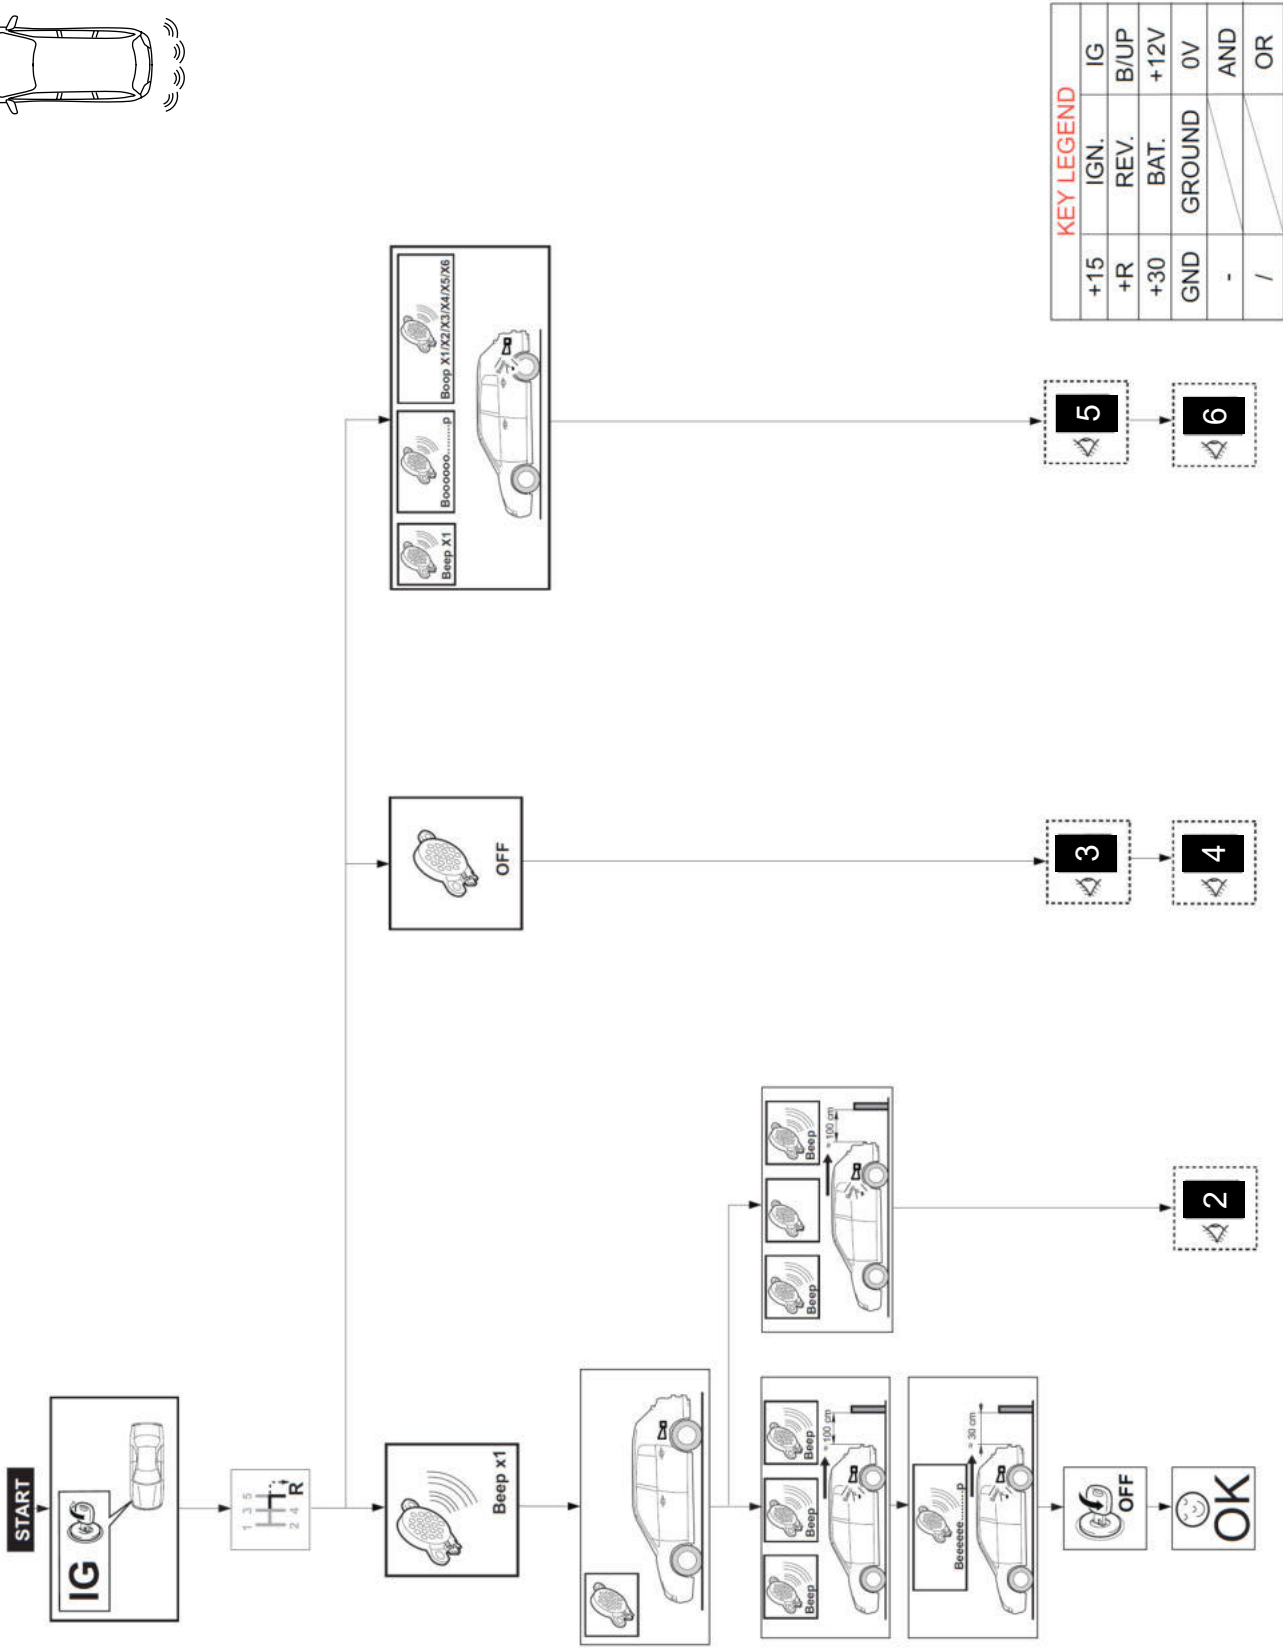 START
IG
1 3 5
2 4
R
Beep x1
OFF
Beep X1
Booooooo..........p
Boop X1/X2/X3/X4/X5/X6
Beep
Beep
Beep
≈ 100 cm
Beeeeeee..........p
≈ 30 cm
OFF
OK
Beep
Beep
≈ 100 cm
2
3
4
5
6
KEY LEGEND
+15 IGN. IG
+R REV. B/UP
+30 BAT. +12V
GND GROUND 0V
- AND
/ OR